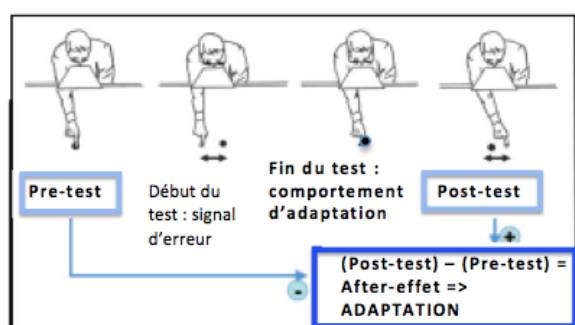 Pre-test
Début du
test : signal
d'erreur
Fin du test :
comportement
d'adaptation
Post-test
+
-
(Post-test) – (Pre-test) =
After-effet =>
ADAPTATION